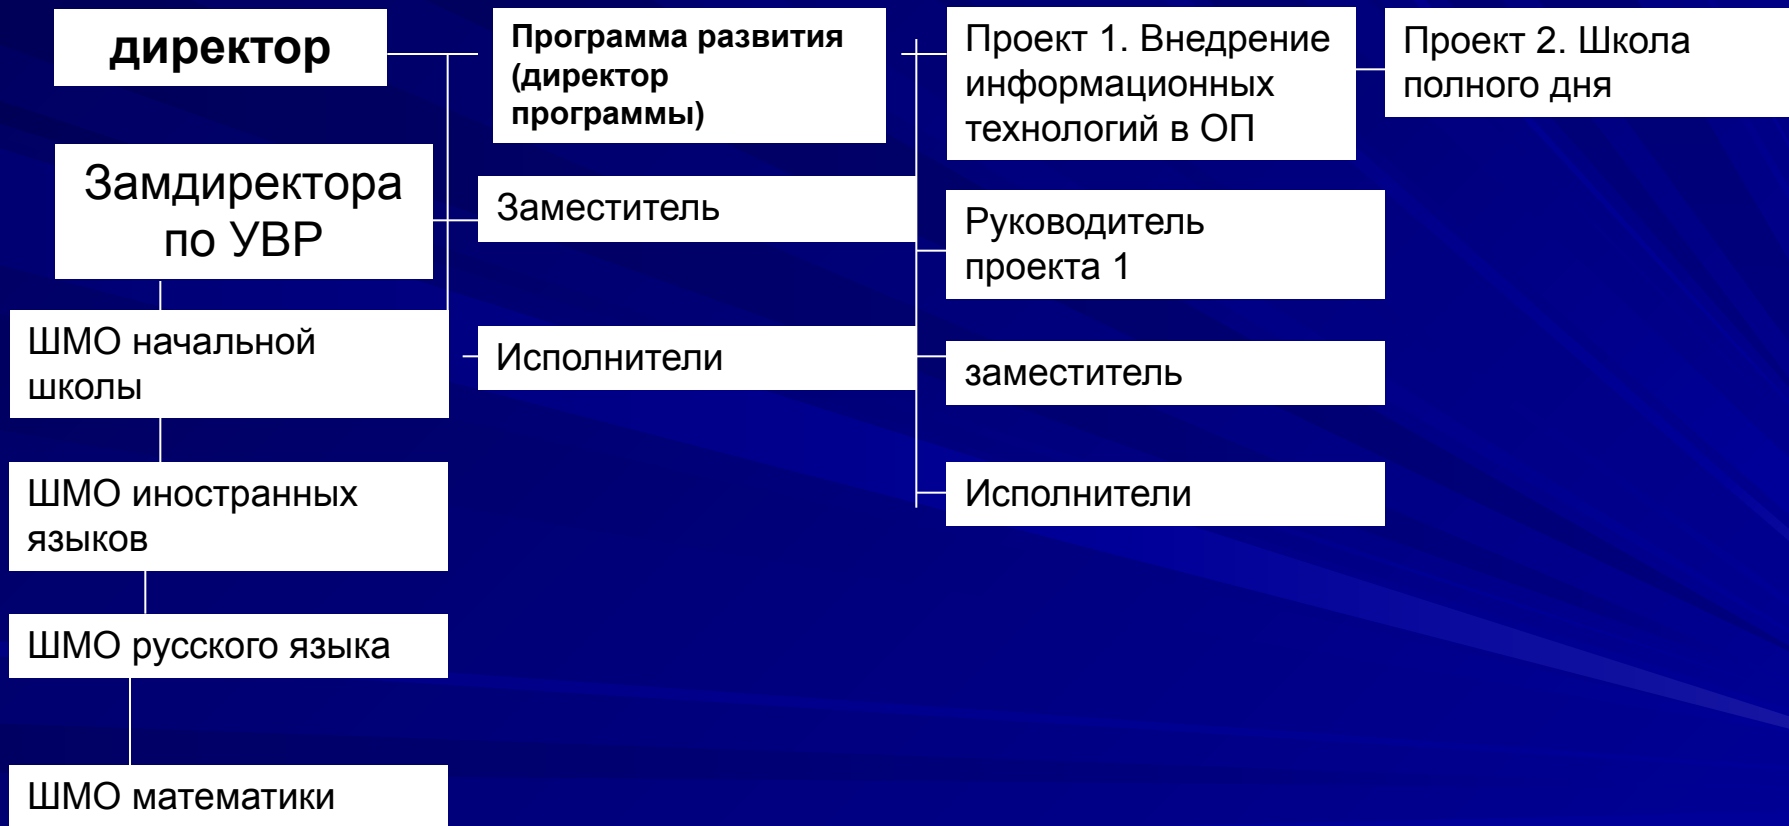 директор
Замдиректора
по УВР
ШМО начальной
школы
ШМО иностранных
языков
ШМО русского языка
ШМО математики
Программа развития
(директор
программы)
Заместитель
Исполнители
Проект 1. Внедрение
информационных
технологий в ОП
Руководитель
проекта 1
заместитель
Исполнители
Проект 2. Школа
полного дня